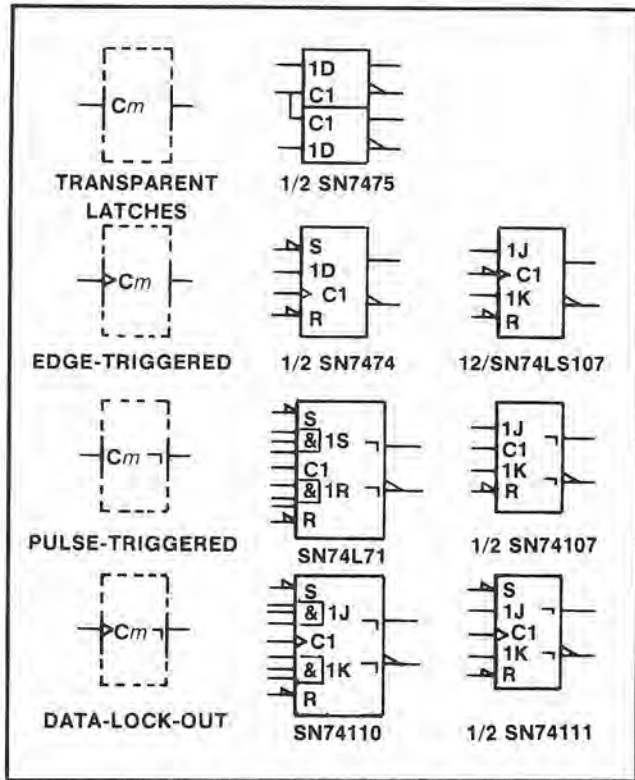 1D
Cm
C1
C1
1D
TRANSPARENT
LATCHES
1/2 SN7475
S
1D
Cm
C1
R
1J
C1
1K
R
EDGE-TRIGGERED
1/2 SN7474
12/SN74LS107
S
& 1S
Cm ¬
C1
& 1R
R
¬
¬
1J
C1
1K
R
¬
¬
PULSE-TRIGGERED
SN74L71
1/2 SN74107
S
& 1J
Cm ¬
C1
& 1K
R
¬
¬
S
1J
C1
1K
R
¬
¬
DATA-LOCK-OUT
SN74110
1/2 SN74111